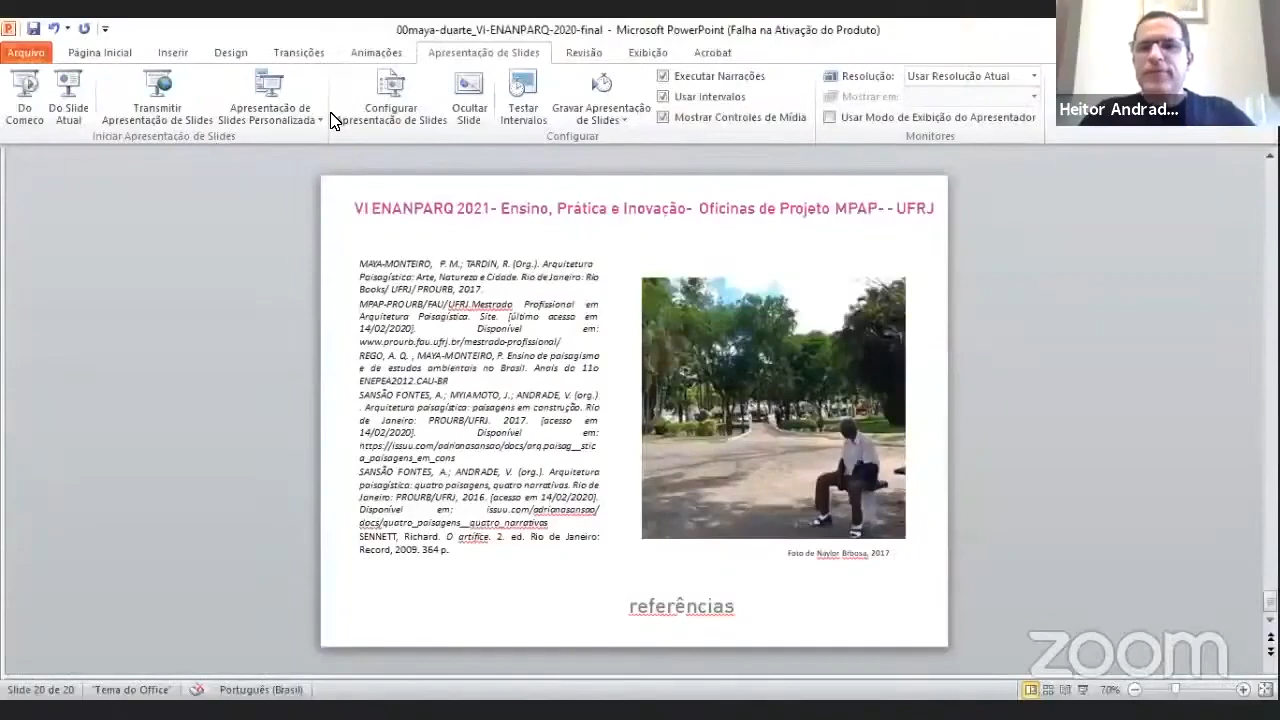 00maya-duarte_VI-ENANPARQ-2020-final - Microsoft PowerPoint (Falha na Ativação do Produto)
Arquivo Página Inicial Inserir Design Transições Animações Apresentação de Slides Revisão Exibição Acrobat
Do Começo
Do Slide Atual
Transmitir Apresentação de Slides
Apresentação de Slides Personalizada
Configurar Apresentação de Slides
Ocultar Slide
Testar Intervalos
Gravar Apresentação de Slides
Executar Narrações
Usar Intervalos
Mostrar Controles de Mídia
Resolução: Usar Resolução Atual
Mostrar em:
Usar Modo de Exibição do Apresentador
Iniciar Apresentação de Slides
Configurar
Monitores
Heitor Andrad...
VI ENANPARQ 2021- Ensino, Prática e Inovação- Oficinas de Projeto MPAP- - UFRJ
MAYA-MONTEIRO, P. M.; TARDIN, R. (Org.). Arquitetura
Paisagística: Arte, Natureza e Cidade. Rio de Janeiro: Rio
Books/ UFRJ/ PROURB, 2017.
MPAP-PROURB/FAU/UFRJ.Mestrado Profissional em
Arquitetura Paisagística. Site. [último acesso em
14/02/2020]. Disponível em:
www.prourb.fau.ufrj.br/mestrado-profissional/
REGO, A. Q. , MAYA-MONTEIRO, P. Ensino de paisagismo
e de estudos ambientais no Brasil. Anais do 11o
ENEPEA2012.CAU-BR
SANSÃO FONTES, A.; MYIAMOTO, J.; ANDRADE, V. (org.)
. Arquitetura paisagística: paisagens em construção. Rio
de Janeiro: PROURB/UFRJ. 2017. [acesso em
14/02/2020]. Disponível em:
https://issuu.com/adrianasansao/docs/arq.paisag__stic
a_paisagens_em_cons
SANSÃO FONTES, A.; ANDRADE, V. (org.). Arquitetura
paisagística: quatro paisagens, quatro narrativas. Rio de
Janeiro: PROURB/UFRJ, 2016. [acesso em 14/02/2020].
Disponível em: issuu.com/adrianasansao/
docs/quatro_paisagens__quatro_narrativas
SENNETT, Richard. O artífice. 2. ed. Rio de Janeiro:
Record, 2009. 364 p.
Foto de Naylor Brbosa, 2017
referências
zoom
Slide 20 de 20 "Tema do Office" Português (Brasil) 70%